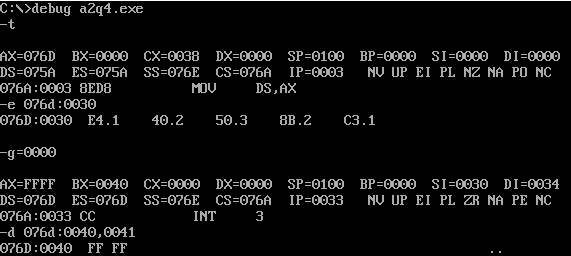 C:\>debug a2q4.exe
-t
AX=076D BX=0000 CX=0038 DX=0000 SP=0100 BP=0000 SI=0000 DI=0000
DS=075A ES=075A SS=076E CS=076A IP=0003 NV UP EI PL NZ NA PO NC
076A:0003 8ED8 MOV DS,AX
-e 076d:0030
076D:0030 E4.1 40.2 50.3 8B.2 C3.1
-g=0000
AX=FFFF BX=0040 CX=0000 DX=0000 SP=0100 BP=0000 SI=0030 DI=0034
DS=076D ES=076D SS=076E CS=076A IP=0033 NV UP EI PL ZR NA PE NC
076A:0033 CC INT 3
-d 076d:0040,0041
076D:0040 FF FF ..